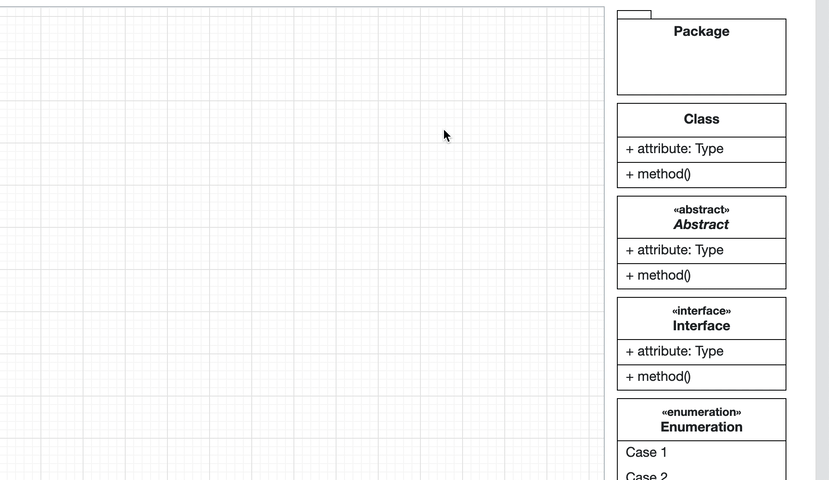 Package
Class
+ attribute: Type
+ method()
«abstract»
Abstract
+ attribute: Type
+ method()
«interface»
Interface
+ attribute: Type
+ method()
«enumeration»
Enumeration
Case 1
Case 2